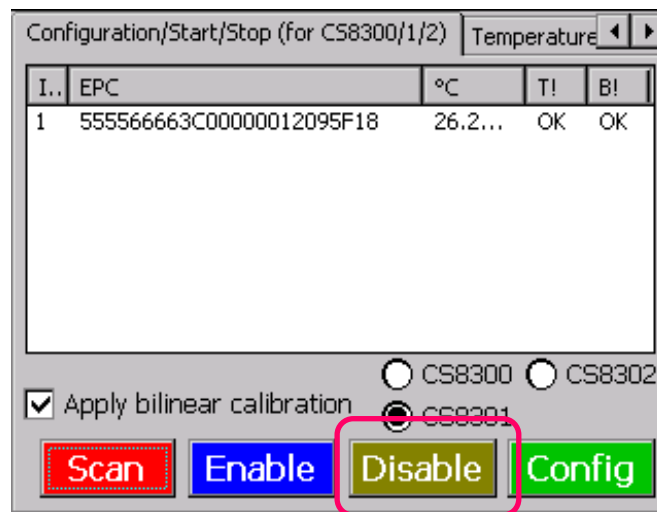 Configuration/Start/Stop (for CS8300/1/2) Temperature
I.. EPC °C T! B!
1 555566663C00000012095F18 26.2... OK OK
CS8300 CS8302
Apply bilinear calibration CS8301
Scan Enable Disable Config